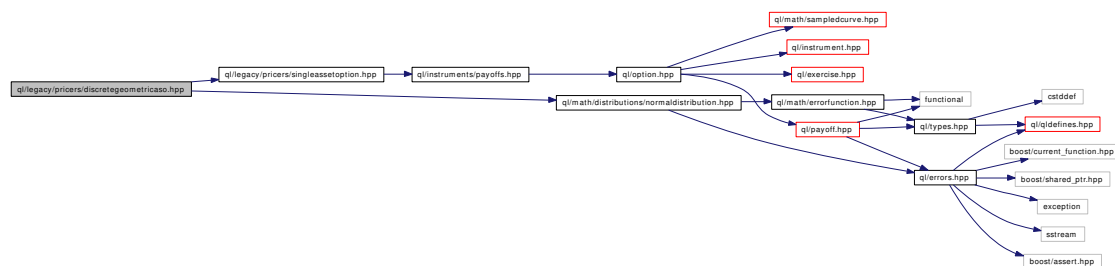 ql/math/sampledcurve.hpp
ql/instrument.hpp
ql/legacy/pricers/singleassetoption.hpp
ql/instruments/payoffs.hpp
ql/option.hpp
ql/exercise.hpp
ql/legacy/pricers/discretegeometricaso.hpp
ql/math/distributions/normaldistribution.hpp
ql/math/errorfunction.hpp
functional
cstddef
ql/payoff.hpp
ql/types.hpp
ql/qldefines.hpp
boost/current_function.hpp
ql/errors.hpp
boost/shared_ptr.hpp
exception
sstream
boost/assert.hpp